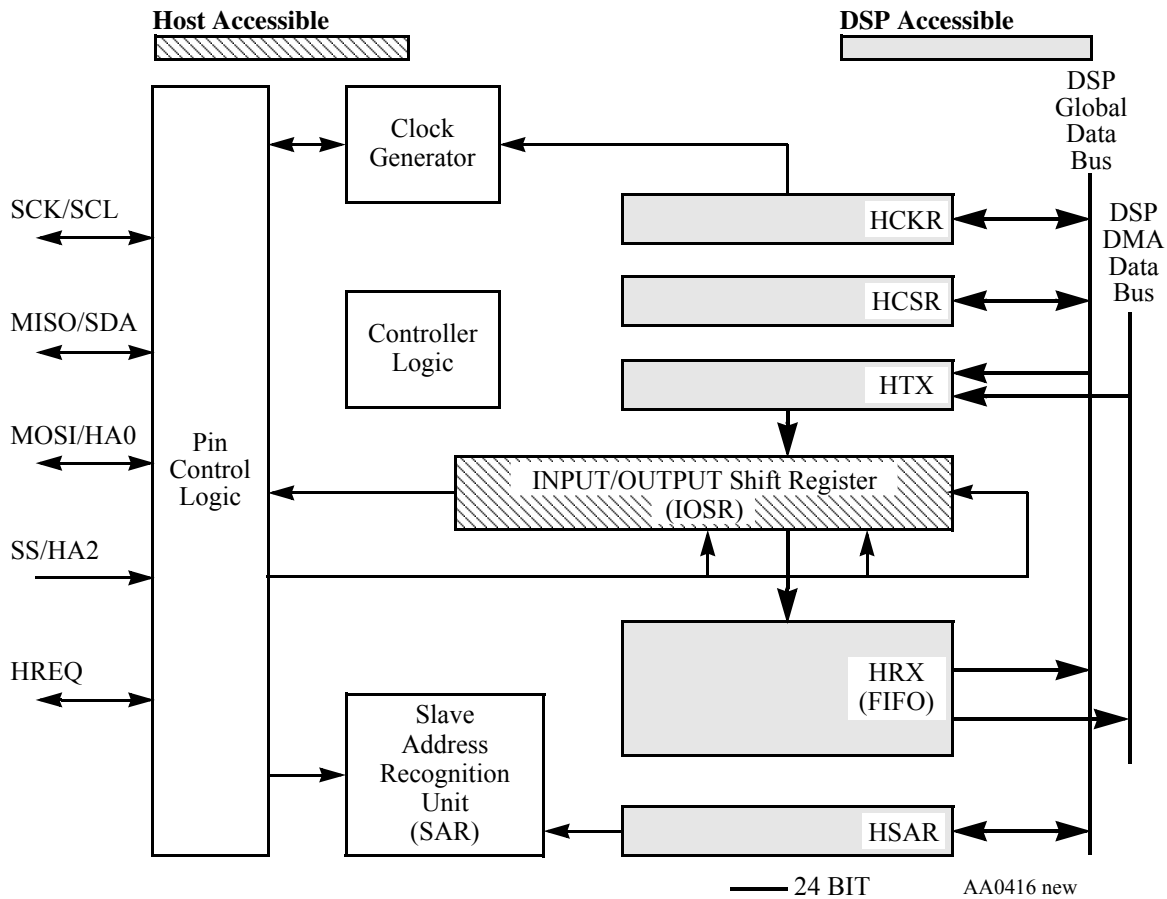 Host Accessible
DSP Accessible
DSP
Global
Data
Bus
DSP
DMA
Data
Bus
Clock
Generator
SCK/SCL
HCKR
MISO/SDA
HCSR
Controller
Logic
HTX
MOSI/HA0
Pin
Control
Logic
INPUT/OUTPUT Shift Register
(IOSR)
SS/HA2
HREQ
HRX
(FIFO)
Slave
Address
Recognition
Unit
(SAR)
HSAR
24 BIT
AA0416 new